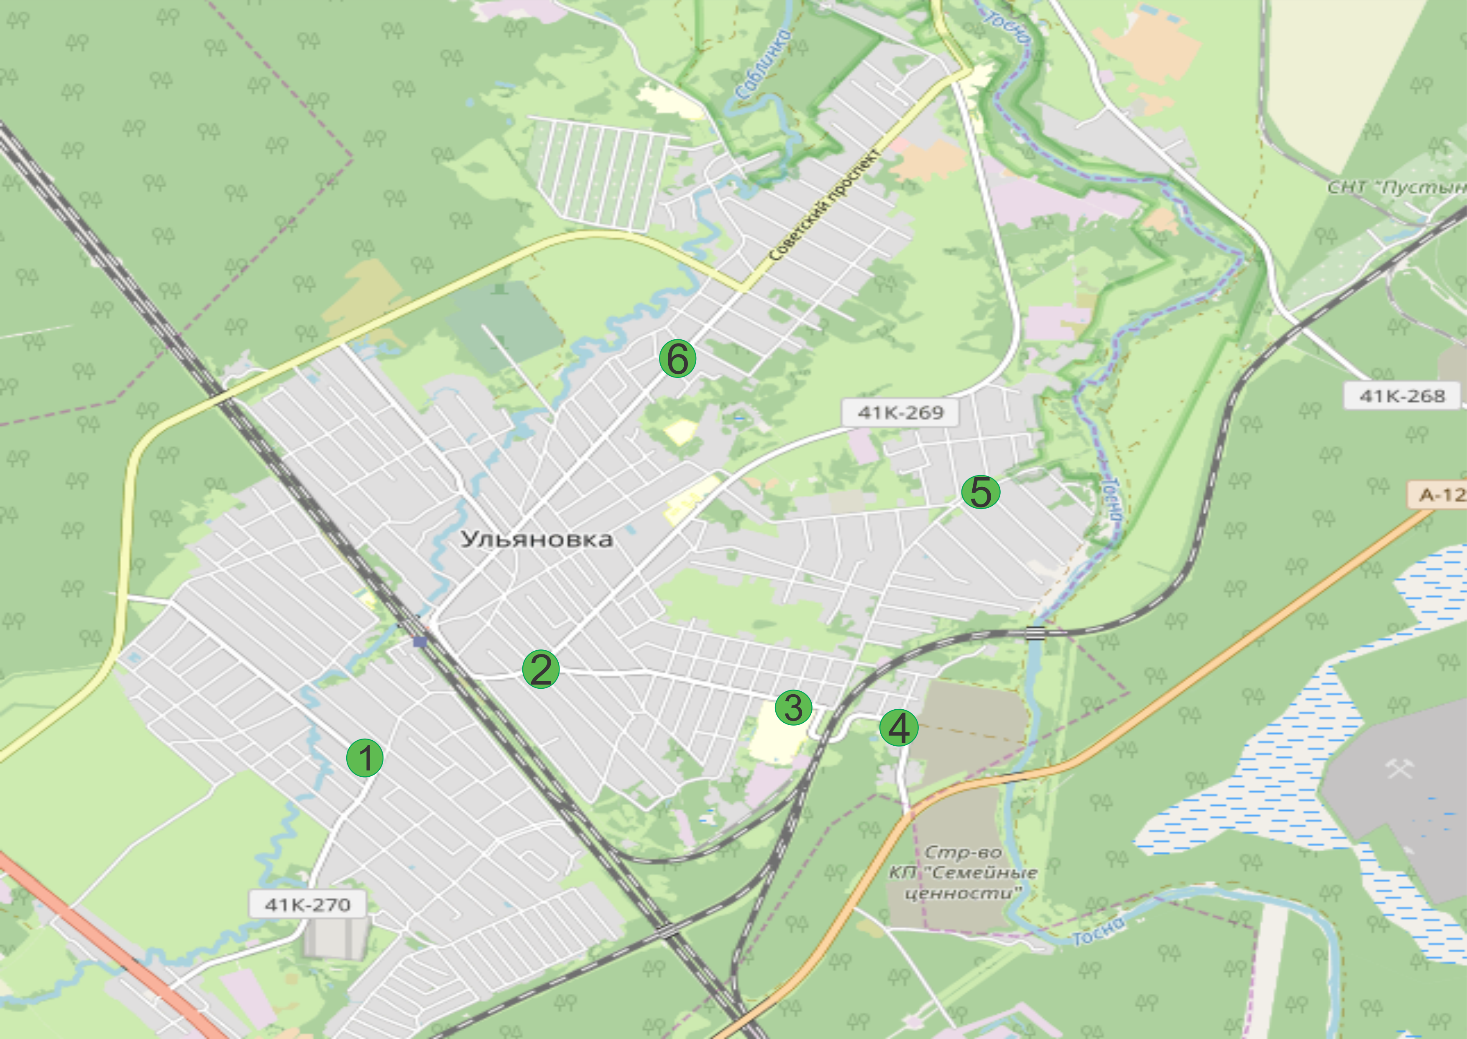 Тосна
Саблинко
Советский проспект
СНТ "Пустын
6
41К-269
41К-268
5
А-12
Тосна
Ульяновка
2
3
4
1
Стр-во
КП "Семейные
ценности"
41К-270
Тосна